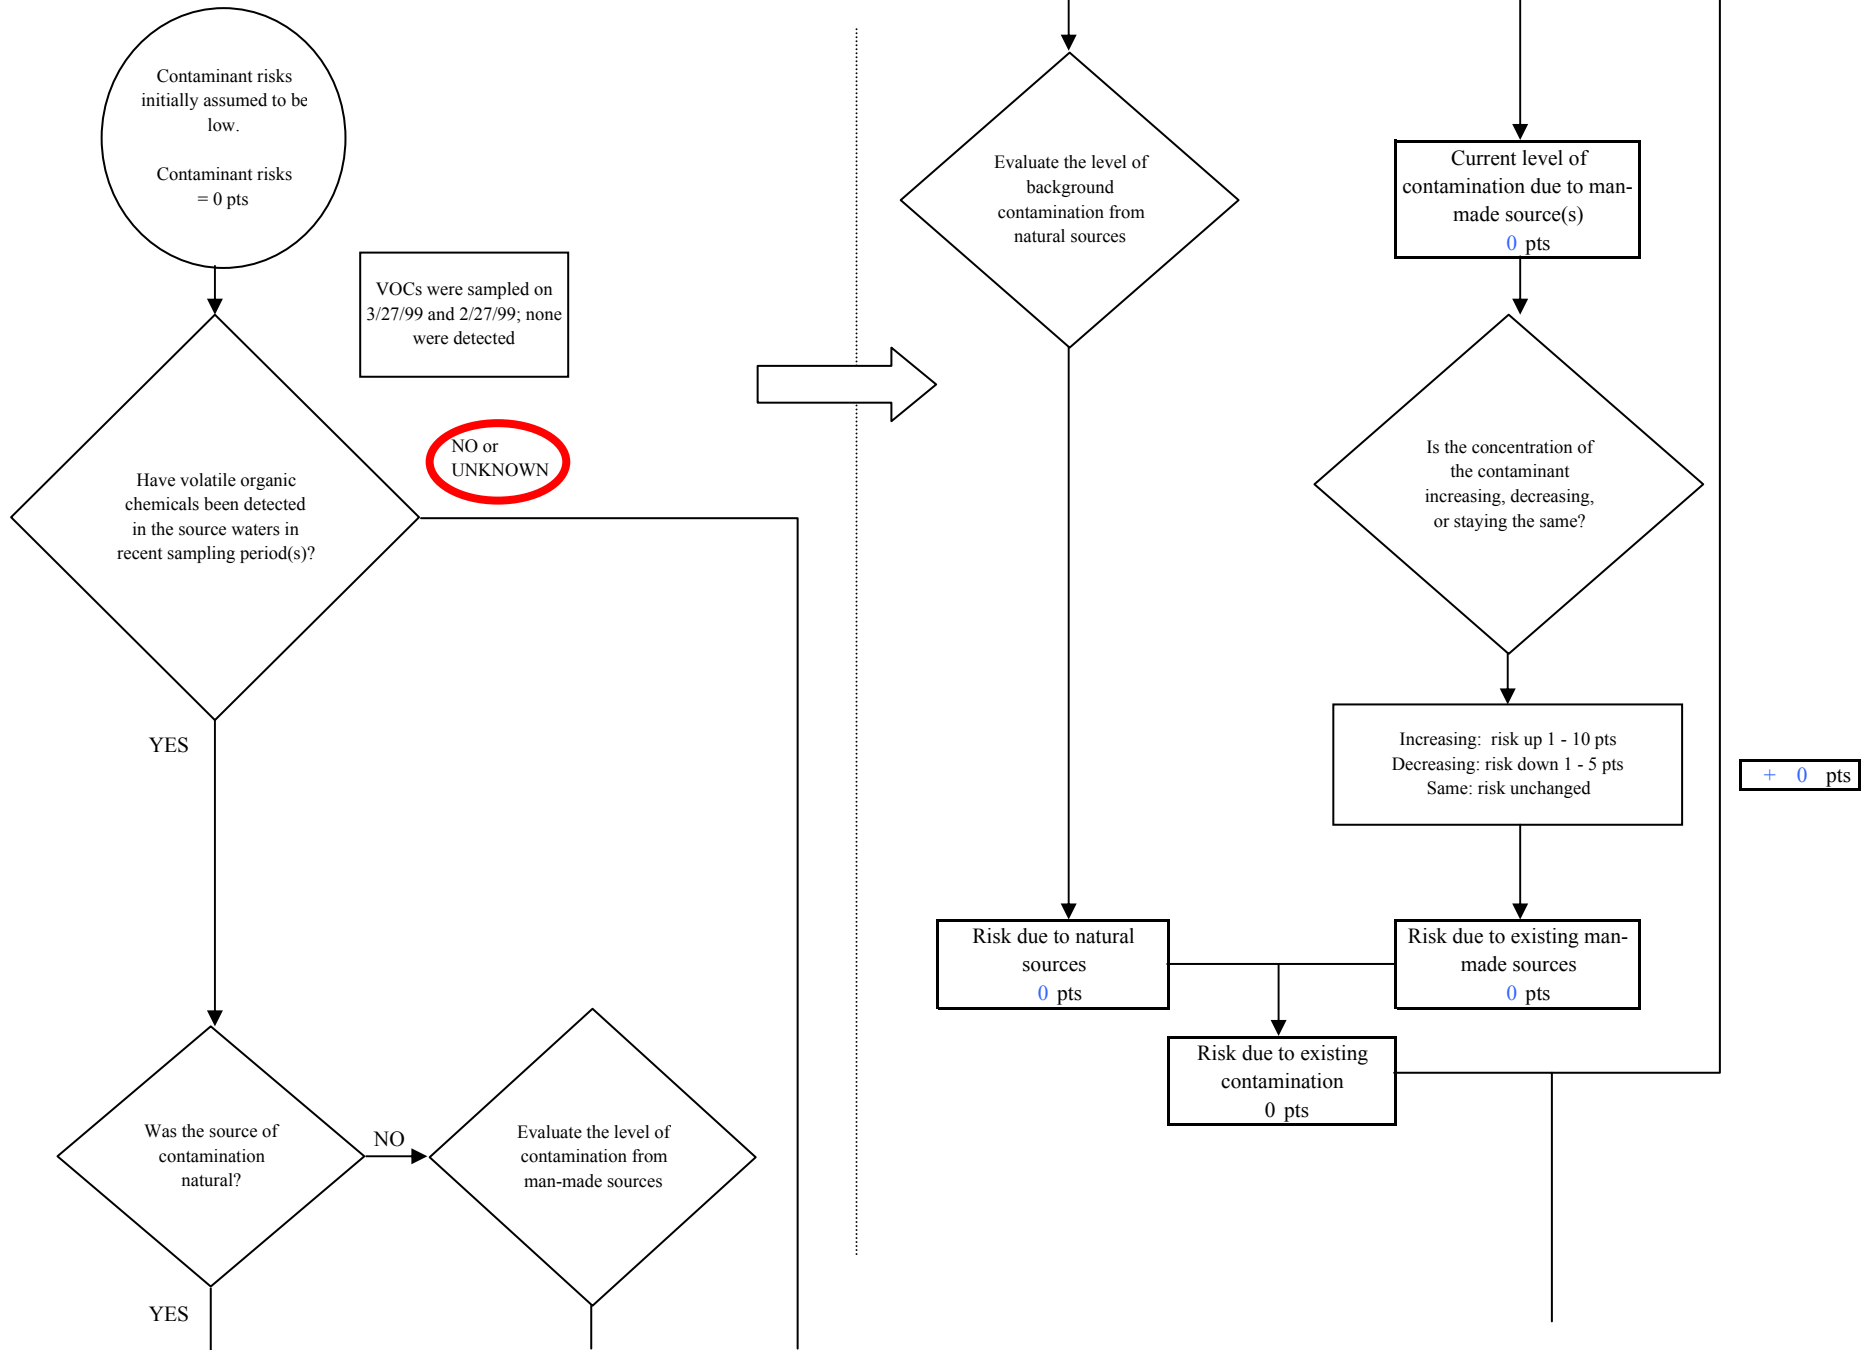 Contaminant risks
initially assumed to be
low.
Contaminant risks
= 0 pts
VOCs were sampled on
3/27/99 and 2/27/99; none
were detected
NO or
UNKNOWN
Have volatile organic
chemicals been detected
in the source waters in
recent sampling period(s)?
YES
Was the source of
contamination
natural?
NO
Evaluate the level of
contamination from
man-made sources
YES
Evaluate the level of
background
contamination from
natural sources
Current level of
contamination due to man-
made source(s)
0 pts
Is the concentration of
the contaminant
increasing, decreasing,
or staying the same?
Increasing: risk up 1 - 10 pts
Decreasing: risk down 1 - 5 pts
Same: risk unchanged
+ 0 pts
Risk due to natural
sources
0 pts
Risk due to existing man-
made sources
0 pts
Risk due to existing
contamination
0 pts